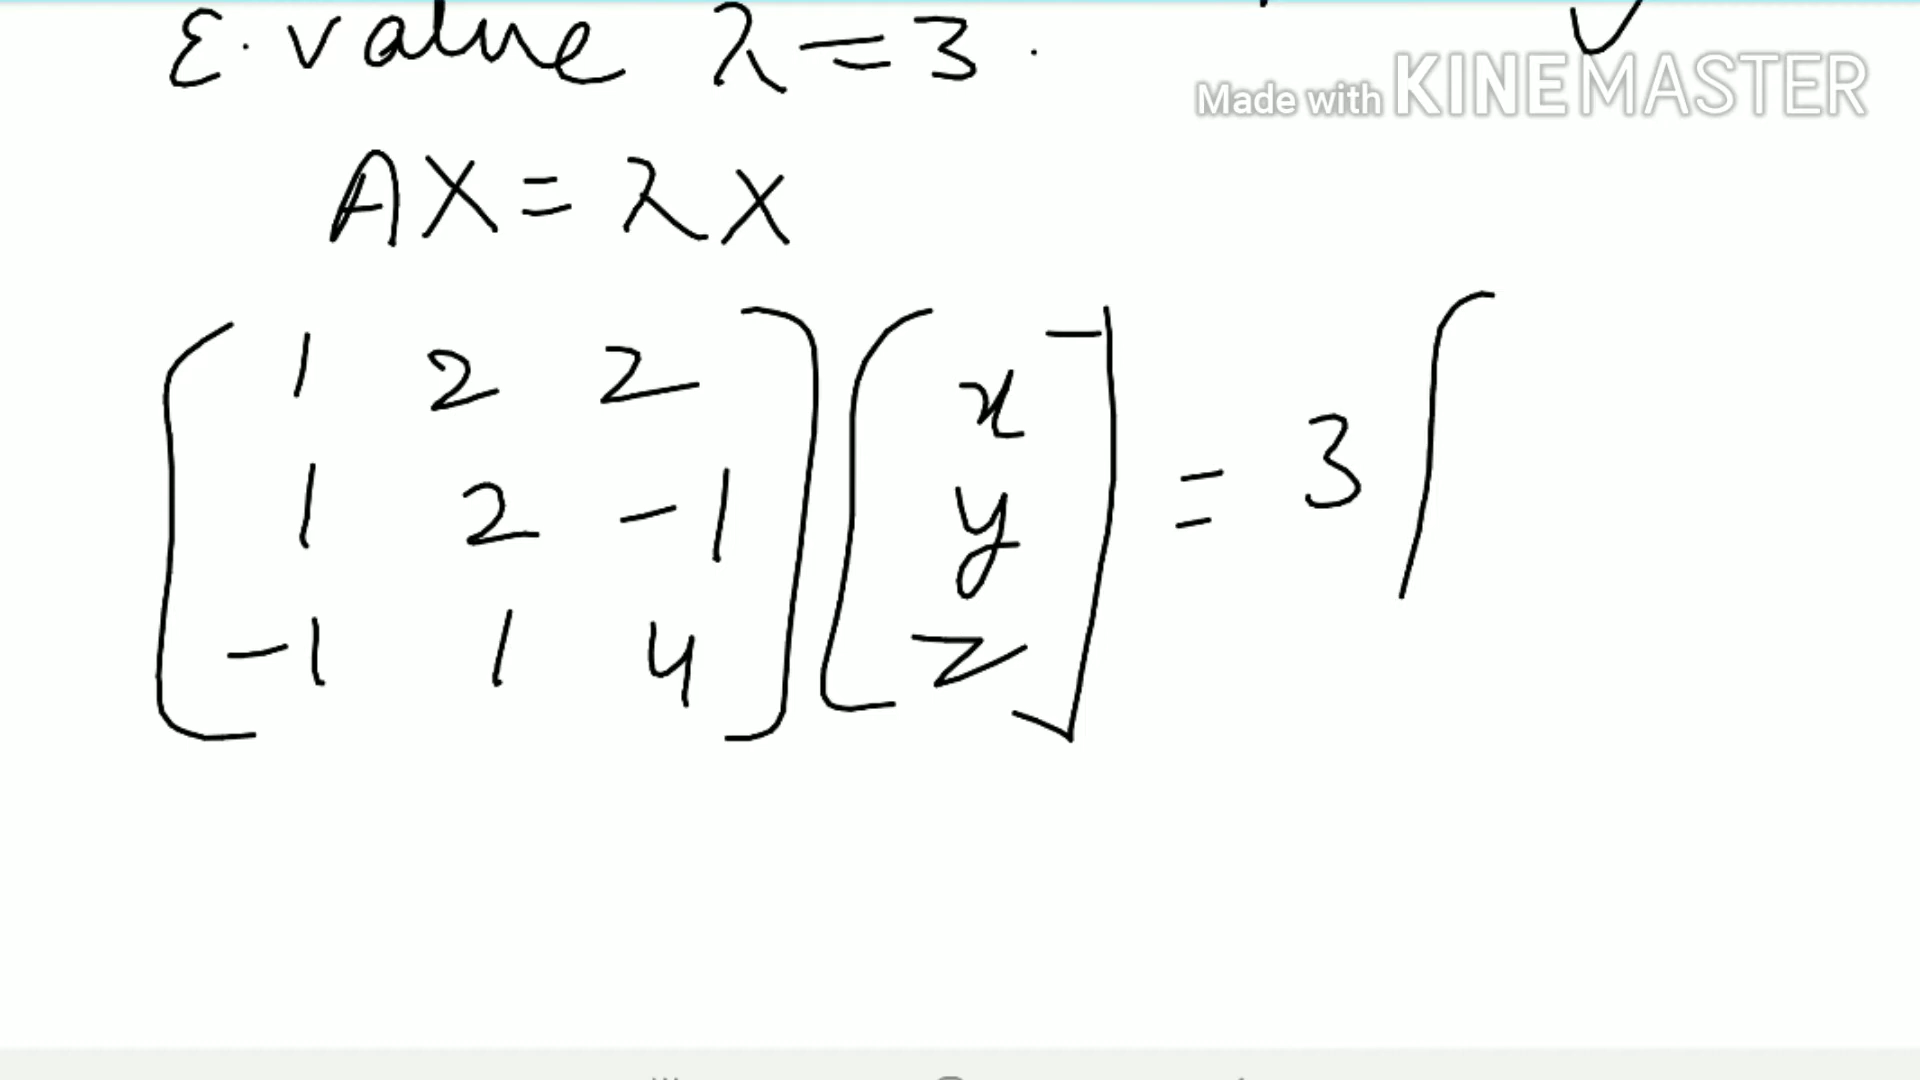 ε. value λ = 3.
Made with KINEMASTER
AX = λX
[ 1 2 2 ] [ x ] = 3 [
[ 1 2 -1 ] [ y ]
[ -1 1 4 ] [ z ]